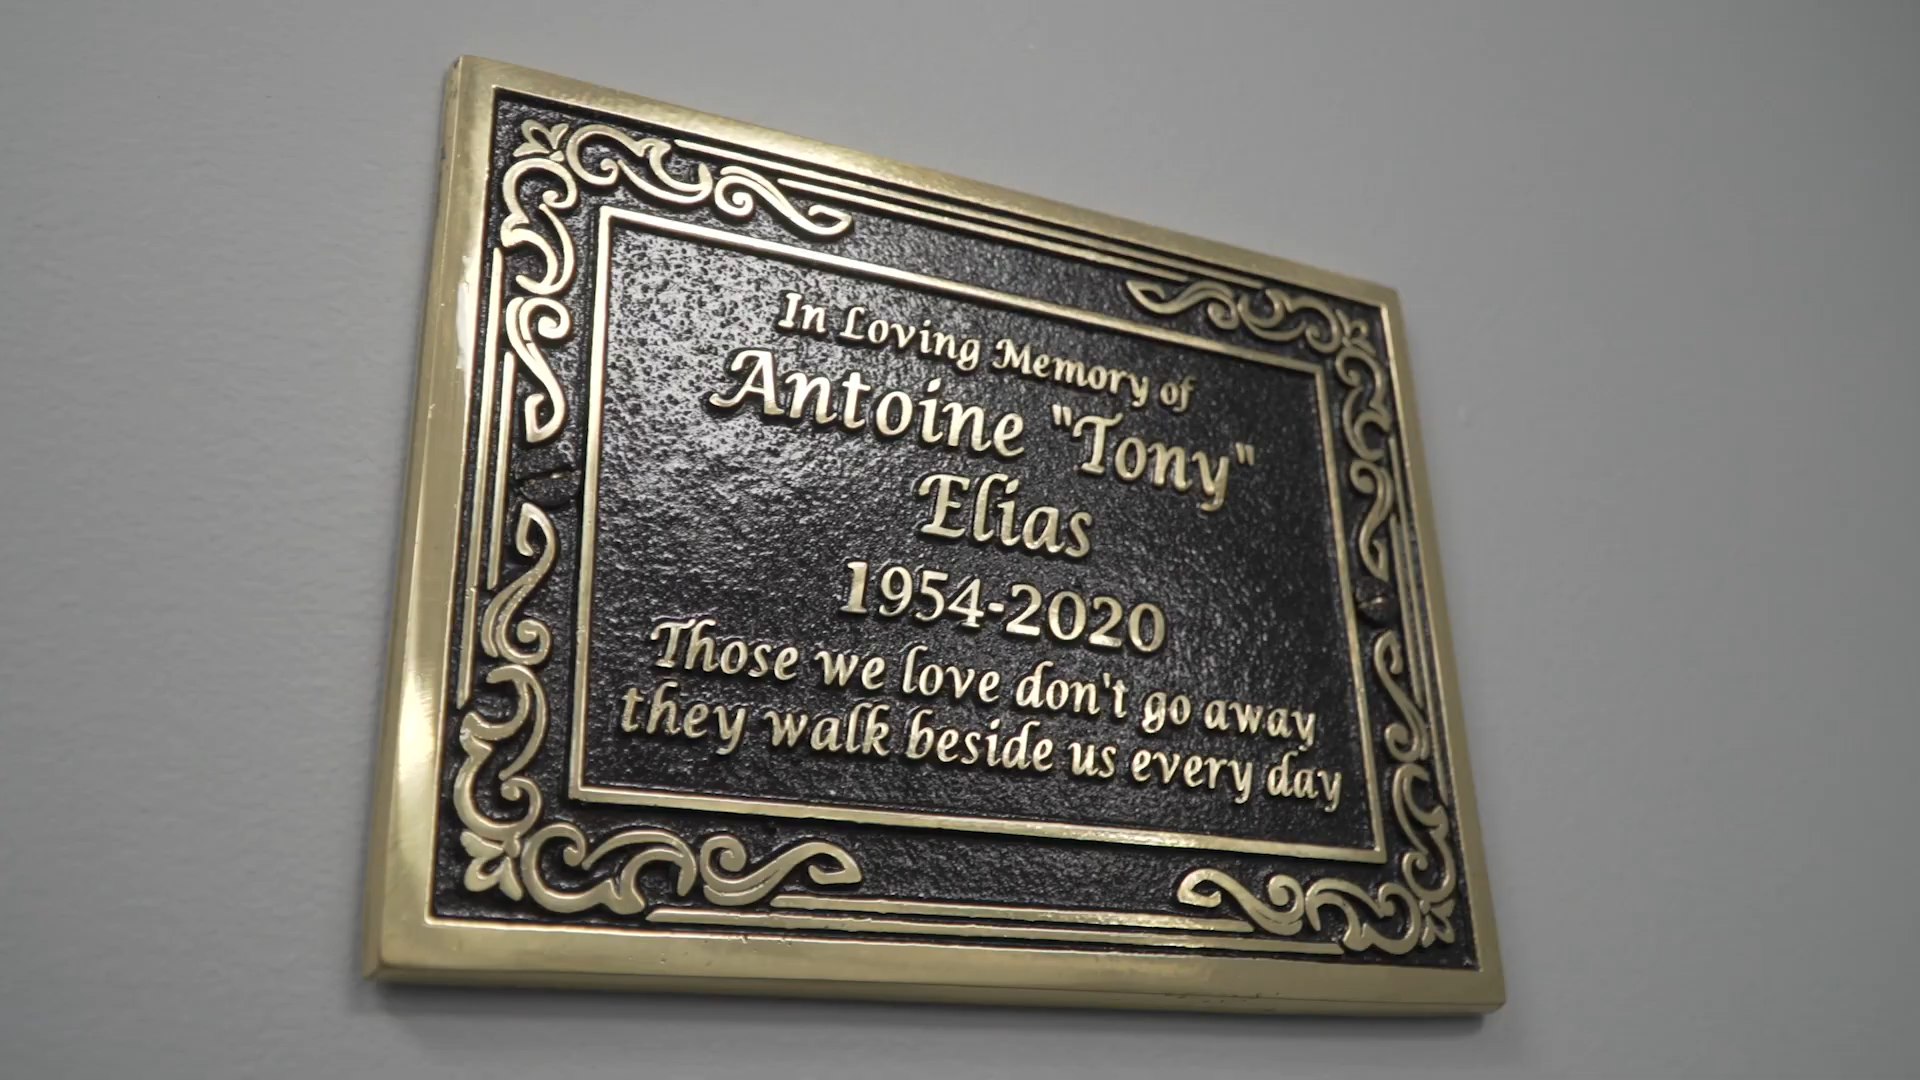 In Loving Memory of
Antoine "Tony"
Elias
1954-2020
Those we love don't go away
they walk beside us every day